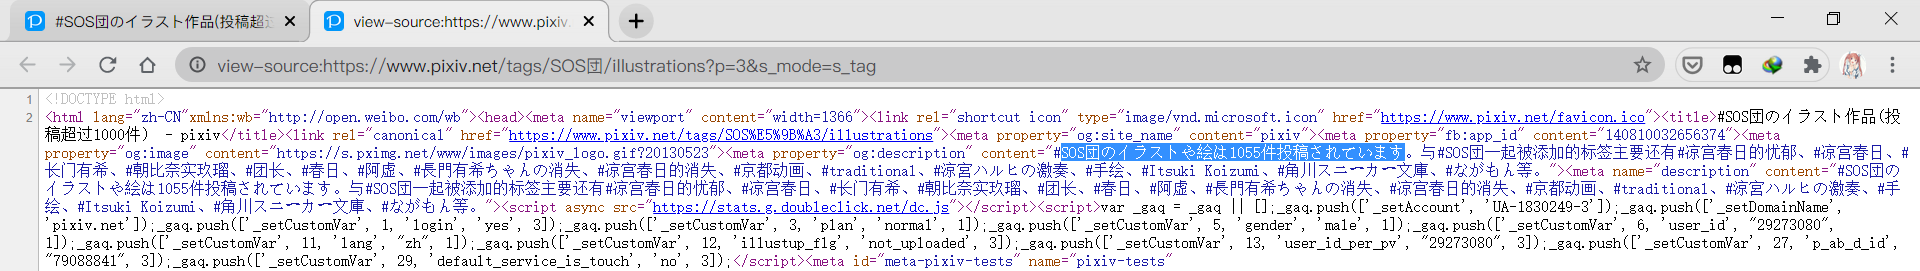 #SOS団のイラスト作品(投稿超过
view-source:https://www.pixiv.
view-source:https://www.pixiv.net/tags/SOS团/illustrations?p=3&s_mode=s_tag
1 <!DOCTYPE html>
2 <html lang="zh-CN"xmlns:wb="http://open.weibo.com/wb"><head><meta name="viewport" content="width=1366"><link rel="shortcut icon" type="image/vnd.microsoft.icon" href="https://www.pixiv.net/favicon.ico"><title>#SOS団のイラスト作品(投
稿超过1000件) - pixiv</title><link rel="canonical" href="https://www.pixiv.net/tags/SOS%E5%9B%A3/illustrations"><meta property="og:site_name" content="pixiv"><meta property="fb:app_id" content="140810032656374"><meta
property="og:image" content="https://s.pximg.net/www/images/pixiv_logo.gif?20130523"><meta property="og:description" content="#SOS団のイラストや絵は1055件投稿されています。与#SOS团一起被添加的标签主要还有#凉宫春日的忧郁、#凉宫春日、#
长门有希、#朝比奈实玖瑠、#团长、#春日、#阿虚、#長門有希ちゃんの消失、#凉宫春日的消失、#京都动画、#traditional、#涼宮ハルヒの激奏、#手绘、#Itsuki Koizumi、#角川スニーカー文庫、#ながもん等。"><meta name="description" content="#SOS団の
イラストや絵は1055件投稿されています。与#SOS团一起被添加的标签主要还有#凉宫春日的忧郁、#凉宫春日、#长门有希、#朝比奈实玖瑠、#团长、#春日、#阿虚、#長門有希ちゃんの消失、#凉宫春日的消失、#京都动画、#traditional、#涼宮ハルヒの激奏、#手
绘、#Itsuki Koizumi、#角川スニーカー文庫、#ながもん等。"><script async src="https://stats.g.doubleclick.net/dc.js"></script><script>var _gaq = _gaq || [];_gaq.push(['_setAccount', 'UA-1830249-3']);_gaq.push(['_setDomainName',
'pixiv.net']);_gaq.push(['_setCustomVar', 1, 'login', 'yes', 3]);_gaq.push(['_setCustomVar', 3, 'plan', 'normal', 1]);_gaq.push(['_setCustomVar', 5, 'gender', 'male', 1]);_gaq.push(['_setCustomVar', 6, 'user_id', "29273080",
1]);_gaq.push(['_setCustomVar', 11, 'lang', "zh", 1]);_gaq.push(['_setCustomVar', 12, 'illustup_flg', 'not_uploaded', 3]);_gaq.push(['_setCustomVar', 13, 'user_id_per_pv', "29273080", 3]);_gaq.push(['_setCustomVar', 27, 'p_ab_d_id',
"79088841", 3]);_gaq.push(['_setCustomVar', 29, 'default_service_is_touch', 'no', 3]);</script><meta id="meta-pixiv-tests" name="pixiv-tests"